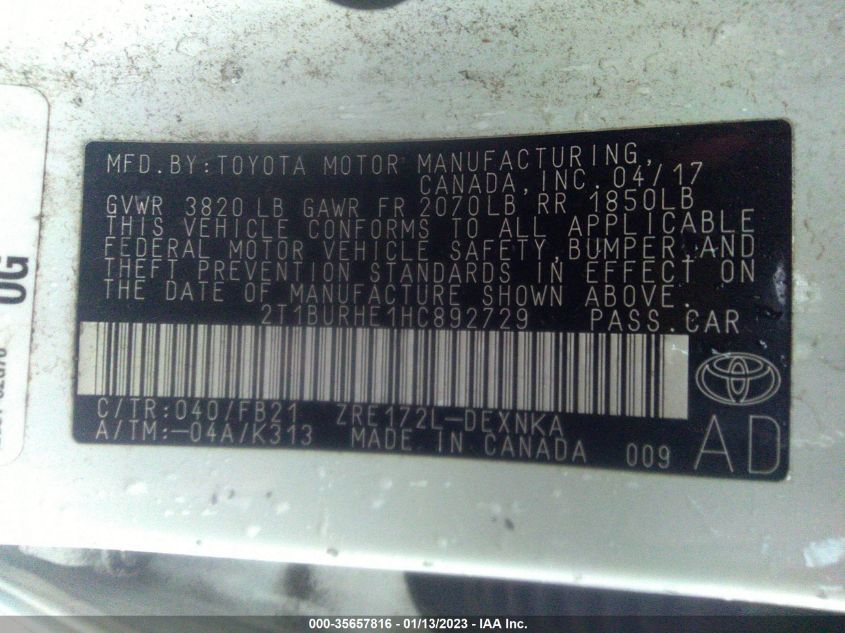 MFD.BY:TOYOTA MOTOR MANUFACTURING,
CANADA,INC.04/17
GVWR 3820 LB GAWR FR 2070LB RR 1850LB
THIS VEHICLE CONFORMS TO ALL APPLICABLE
FEDERAL MOTOR VEHICLE SAFETY,BUMPER,AND
THEFT PREVENTION STANDARDS IN EFFECT ON
THE DATE OF MANUFACTURE SHOWN ABOVE.
2T1BURHE1HC892729 PASS.CAR
C/TR:040/FB21 ZRE172L-DEXNKA
A/TM:-04A/K313 MADE IN CANADA 009
AD
UG
000-35657816 - 01/13/2023 - IAA Inc.